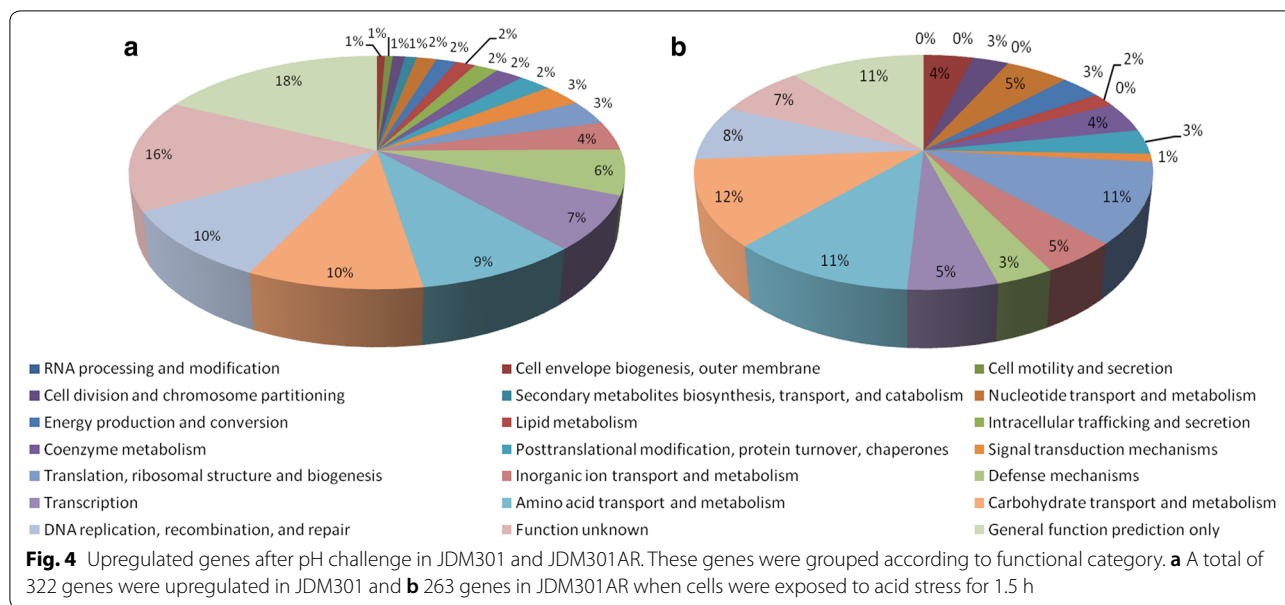 a
b
1%
1%
1%
1%
2%
2%
2%
2%
2%
2%
3%
3%
4%
6%
7%
9%
10%
10%
16%
18%
0%
4%
0%
3%
0%
5%
3%
2%
0%
4%
3%
1%
11%
5%
3%
5%
11%
12%
8%
7%
11%
RNA processing and modification
Cell envelope biogenesis, outer membrane
Cell motility and secretion
Cell division and chromosome partitioning
Secondary metabolites biosynthesis, transport, and catabolism
Nucleotide transport and metabolism
Energy production and conversion
Lipid metabolism
Intracellular trafficking and secretion
Coenzyme metabolism
Posttranslational modification, protein turnover, chaperones
Signal transduction mechanisms
Translation, ribosomal structure and biogenesis
Inorganic ion transport and metabolism
Defense mechanisms
Transcription
Amino acid transport and metabolism
Carbohydrate transport and metabolism
DNA replication, recombination, and repair
Function unknown
General function prediction only
Fig. 4 Upregulated genes after pH challenge in JDM301 and JDM301AR. These genes were grouped according to functional category. a A total of
322 genes were upregulated in JDM301 and b 263 genes in JDM301AR when cells were exposed to acid stress for 1.5 h